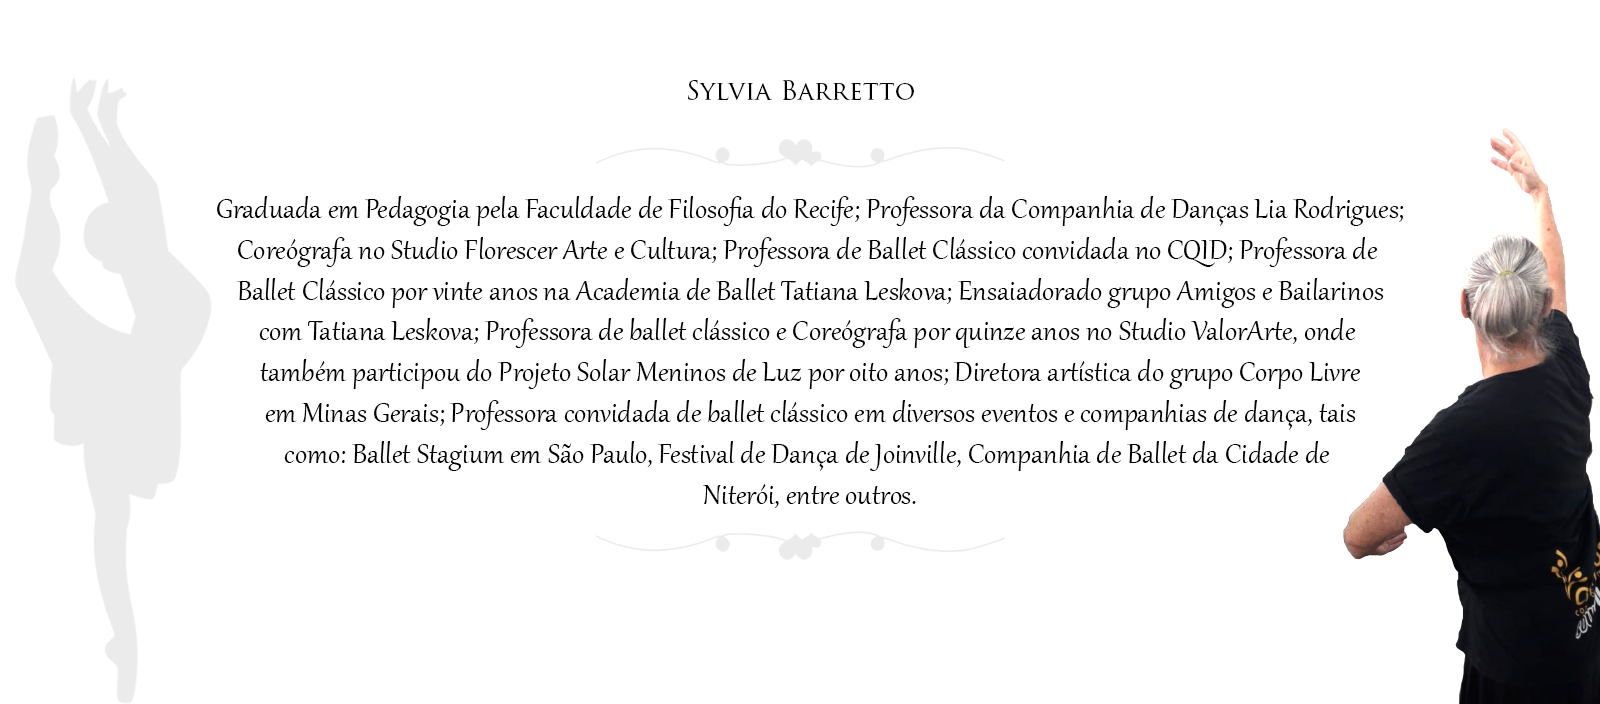 Sylvia Barretto
Graduada em Pedagogia pela Faculdade de Filosofia do Recife; Professora da Companhia de Danças Lia Rodrigues;
Coreógrafa no Studio Florescer Arte e Cultura; Professora de Ballet Clássico convidada no CQID; Professora de
Ballet Clássico por vinte anos na Academia de Ballet Tatiana Leskova; Ensaiadorado grupo Amigos e Bailarinos
com Tatiana Leskova; Professora de ballet clássico e Coreógrafa por quinze anos no Studio ValorArte, onde
também participou do Projeto Solar Meninos de Luz por oito anos; Diretora artística do grupo Corpo Livre
em Minas Gerais; Professora convidada de ballet clássico em diversos eventos e companhias de dança, tais
como: Ballet Stagium em São Paulo, Festival de Dança de Joinville, Companhia de Ballet da Cidade de
Niterói, entre outros.